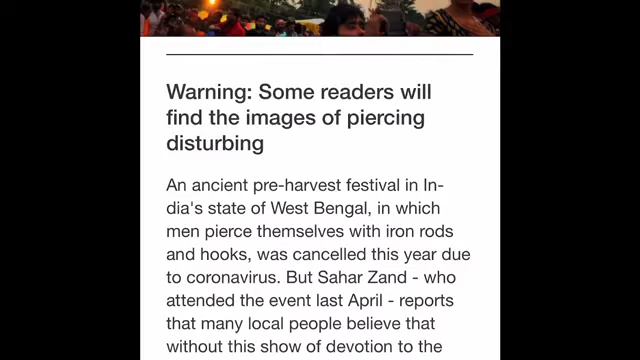 Warning: Some readers will
find the images of piercing
disturbing
An ancient pre-harvest festival in In-
dia's state of West Bengal, in which
men pierce themselves with iron rods
and hooks, was cancelled this year due
to coronavirus. But Sahar Zand - who
attended the event last April - reports
that many local people believe that
without this show of devotion to the